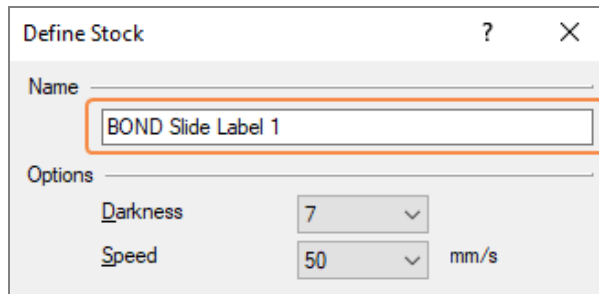 Define Stock ? ×
Name
BOND Slide Label 1
Options
Darkness 7
Speed 50 mm/s